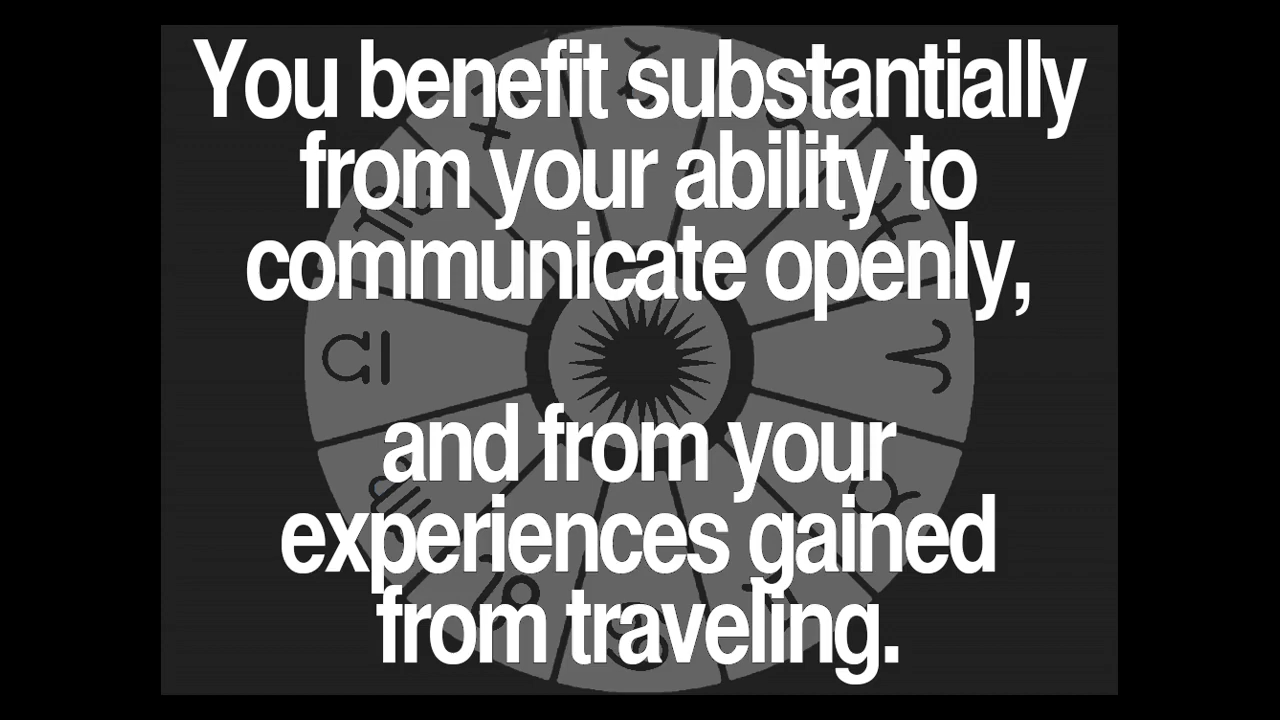 You benefit substantially
from your ability to
communicate openly,
and from your
experiences gained
from traveling.